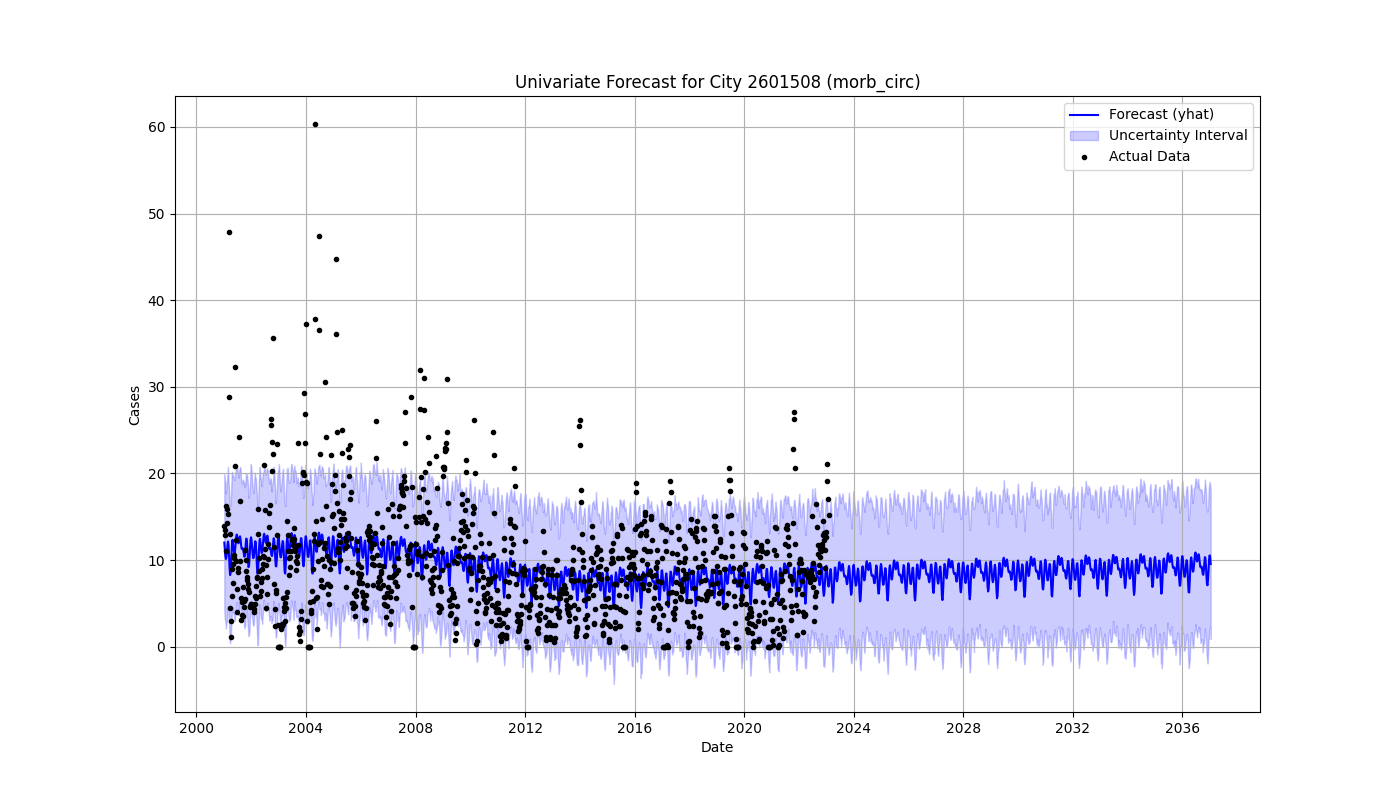 Univariate Forecast for City 2601508 (morb_circ)
Forecast (yhat)
Uncertainty Interval
Actual Data
60
50
40
30
20
10
0
Cases
2000 2004 2008 2012 2016 2020 2024 2028 2032 2036
Date